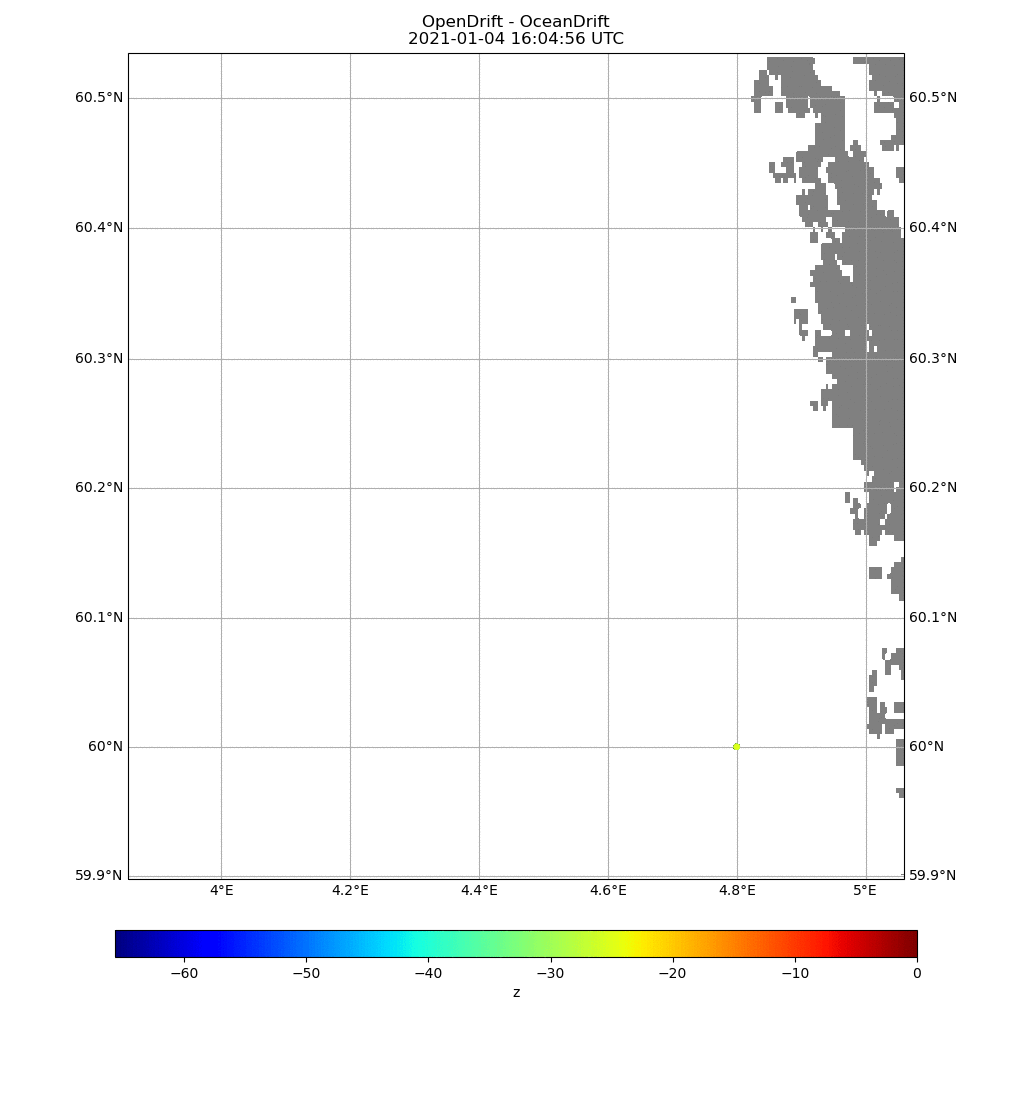 OpenDrift - OceanDrift
2021-01-04 16:04:56 UTC
60.5°N 60.5°N
60.4°N 60.4°N
60.3°N 60.3°N
60.2°N 60.2°N
60.1°N 60.1°N
60°N 60°N
59.9°N 59.9°N
4°E 4.2°E 4.4°E 4.6°E 4.8°E 5°E
−60 −50 −40 −30 −20 −10 0
z